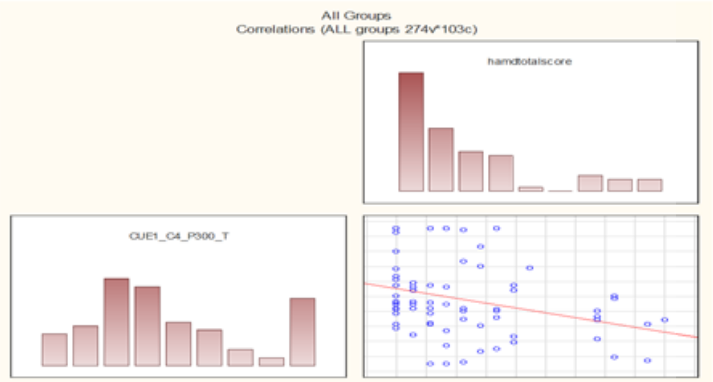 All Groups
Correlations (ALL groups 274v*103c)
hamdtotalscore
CUE1_C4_P300_T